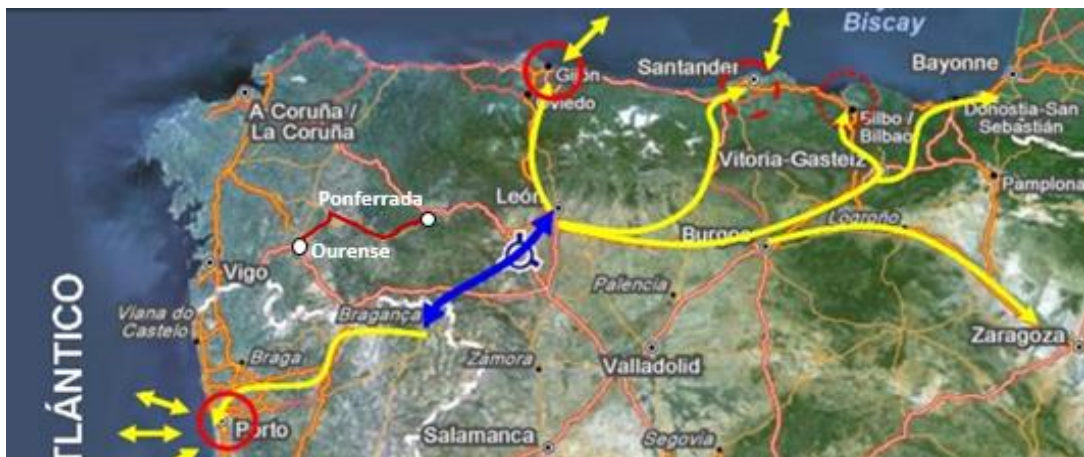 Biscay
Gijón
Santander
Bayonne
A Coruña /
La Coruña
Oviedo
Bilbo /
Bilbao
Donostia-San
Sebastián
Vitoria-Gasteiz
Pamplona
Ponferrada
León
Logroño
Ourense
Burgos
Vigo
ATLÁNTICO
Palencia
Viana do
Castelo
Bragança
Braga
Zamora
Valladolid
Zaragoza
Porto
Salamanca
Segovia